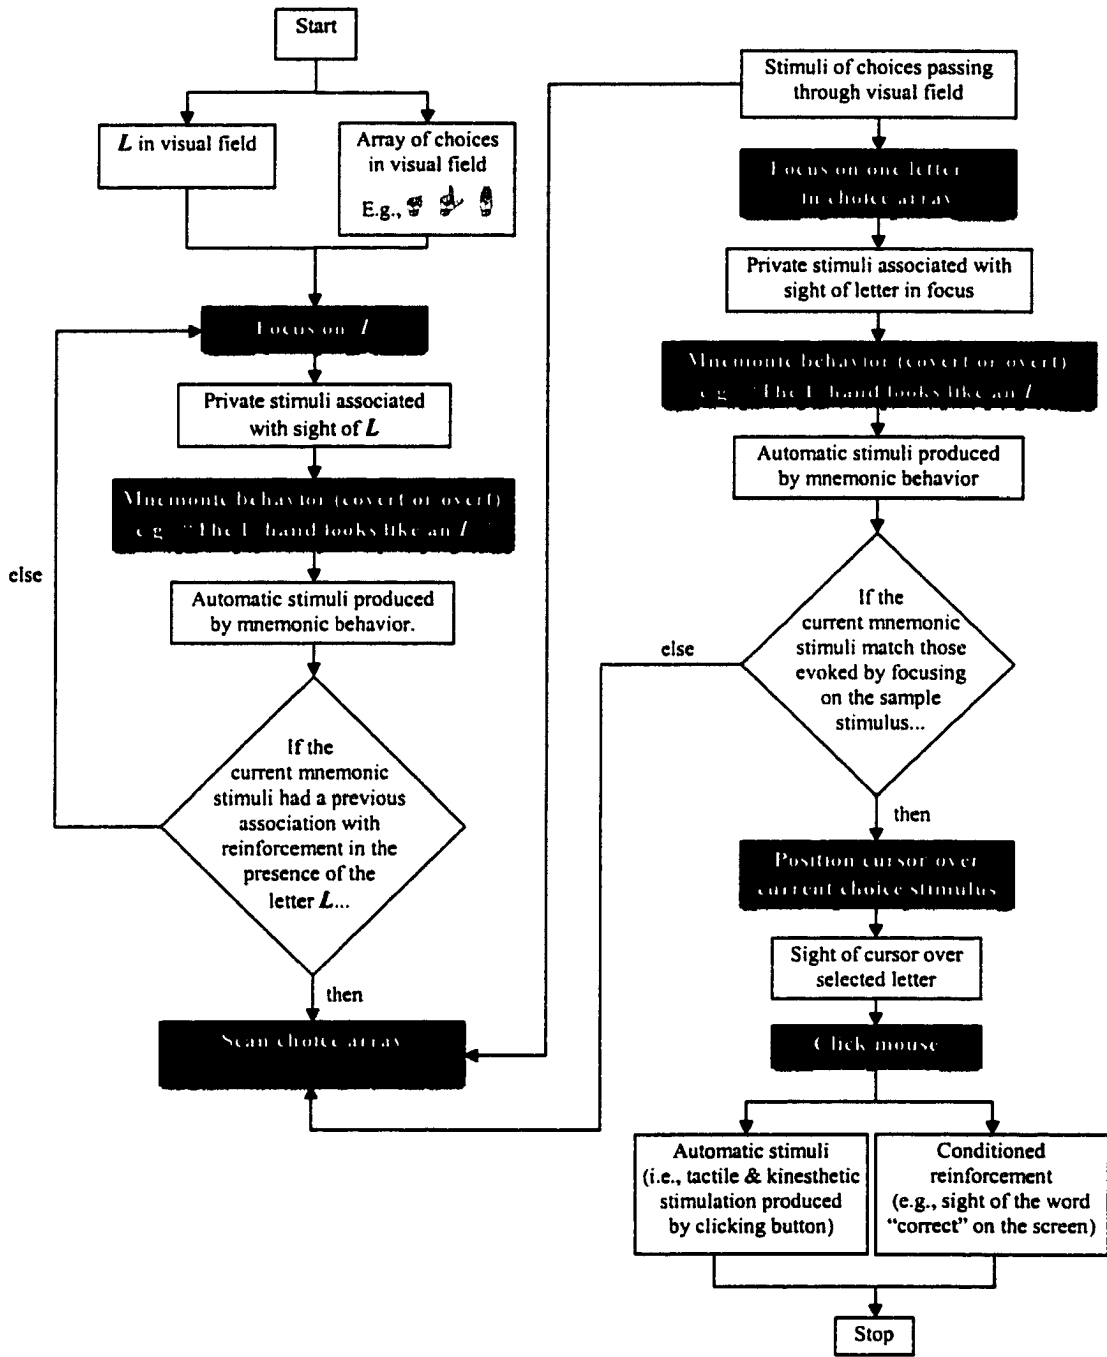 Start
L in visual field
Array of choices
in visual field
E.g.,
Focus on L
Private stimuli associated
with sight of L
Mnemonic behavior (covert or overt)
e.g. “The L hand looks like an L.”
Automatic stimuli produced
by mnemonic behavior.
else
If the
current mnemonic
stimuli had a previous
association with
reinforcement in the
presence of the
letter L...
then
Scan choice array
Stimuli of choices passing
through visual field
Focus on one letter
in choice array
Private stimuli associated with
sight of letter in focus
Mnemonic behavior (covert or overt)
e.g. “The L hand looks like an L
Automatic stimuli produced
by mnemonic behavior
If the
current mnemonic
stimuli match those
evoked by focusing
on the sample
stimulus...
else
then
Position cursor over
current choice stimulus
Sight of cursor over
selected letter
Click mouse
Automatic stimuli
(i.e., tactile & kinesthetic
stimulation produced
by clicking button)
Conditioned
reinforcement
(e.g., sight of the word
“correct” on the screen)
Stop